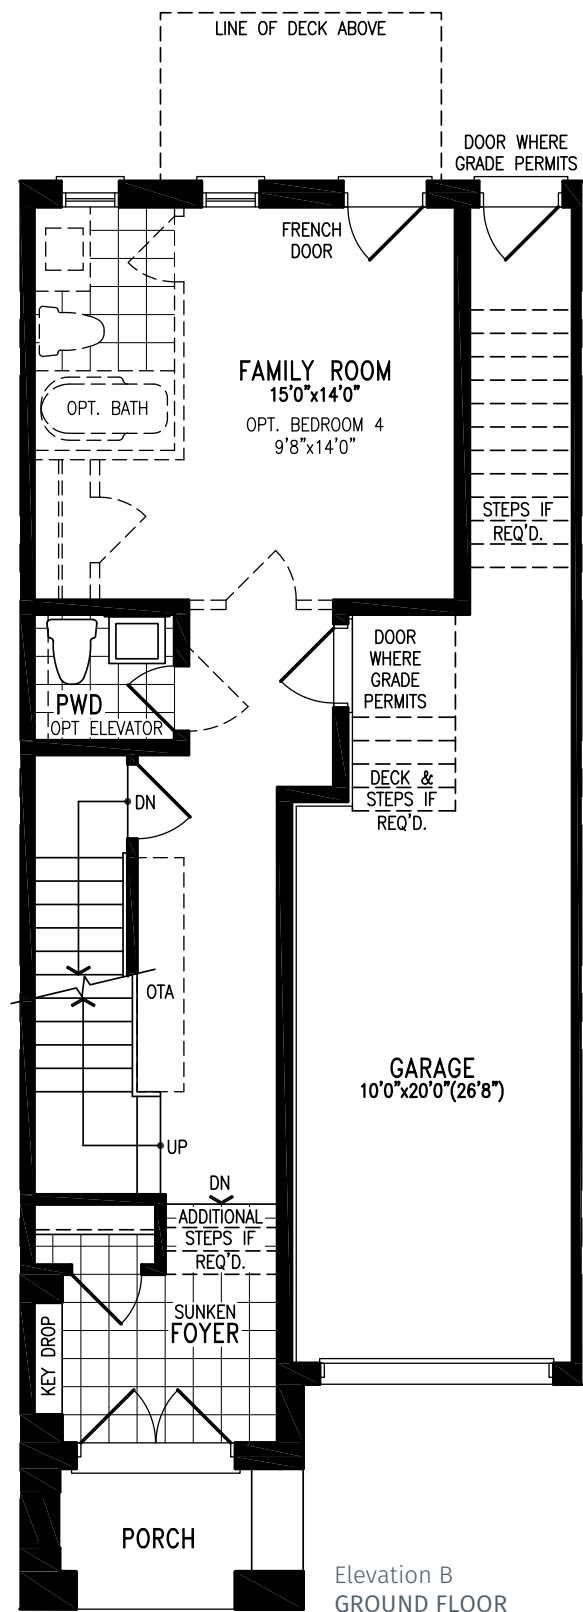 LINE OF DECK ABOVE
DOOR WHERE
GRADE PERMITS
FRENCH
DOOR
FAMILY ROOM
15'0"x14'0"
OPT. BEDROOM 4
9'8"x14'0"
OPT. BATH
STEPS IF
REQ'D.
DOOR
WHERE
GRADE
PERMITS
PWD
OPT ELEVATOR
DN
DECK &
STEPS IF
REQ'D.
OTA
GARAGE
10'0"x20'0"(26'8")
UP
DN
ADDITIONAL
STEPS IF
REQ'D.
SUNKEN
FOYER
KEY DROP
PORCH
Elevation B
GROUND FLOOR